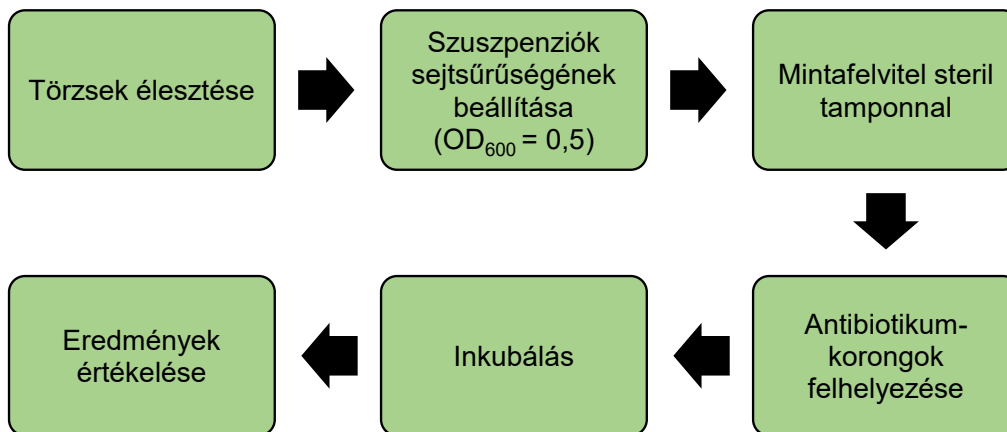 Törzsek élesztése
Szuszpenziók
sejtsűrűségének
beállítása
(OD₆₀₀ = 0,5)
Mintafelvitel steril
tamponnal
Antibiotikum-
korongok
felhelyezése
Inkubálás
Eredmények
értékelése